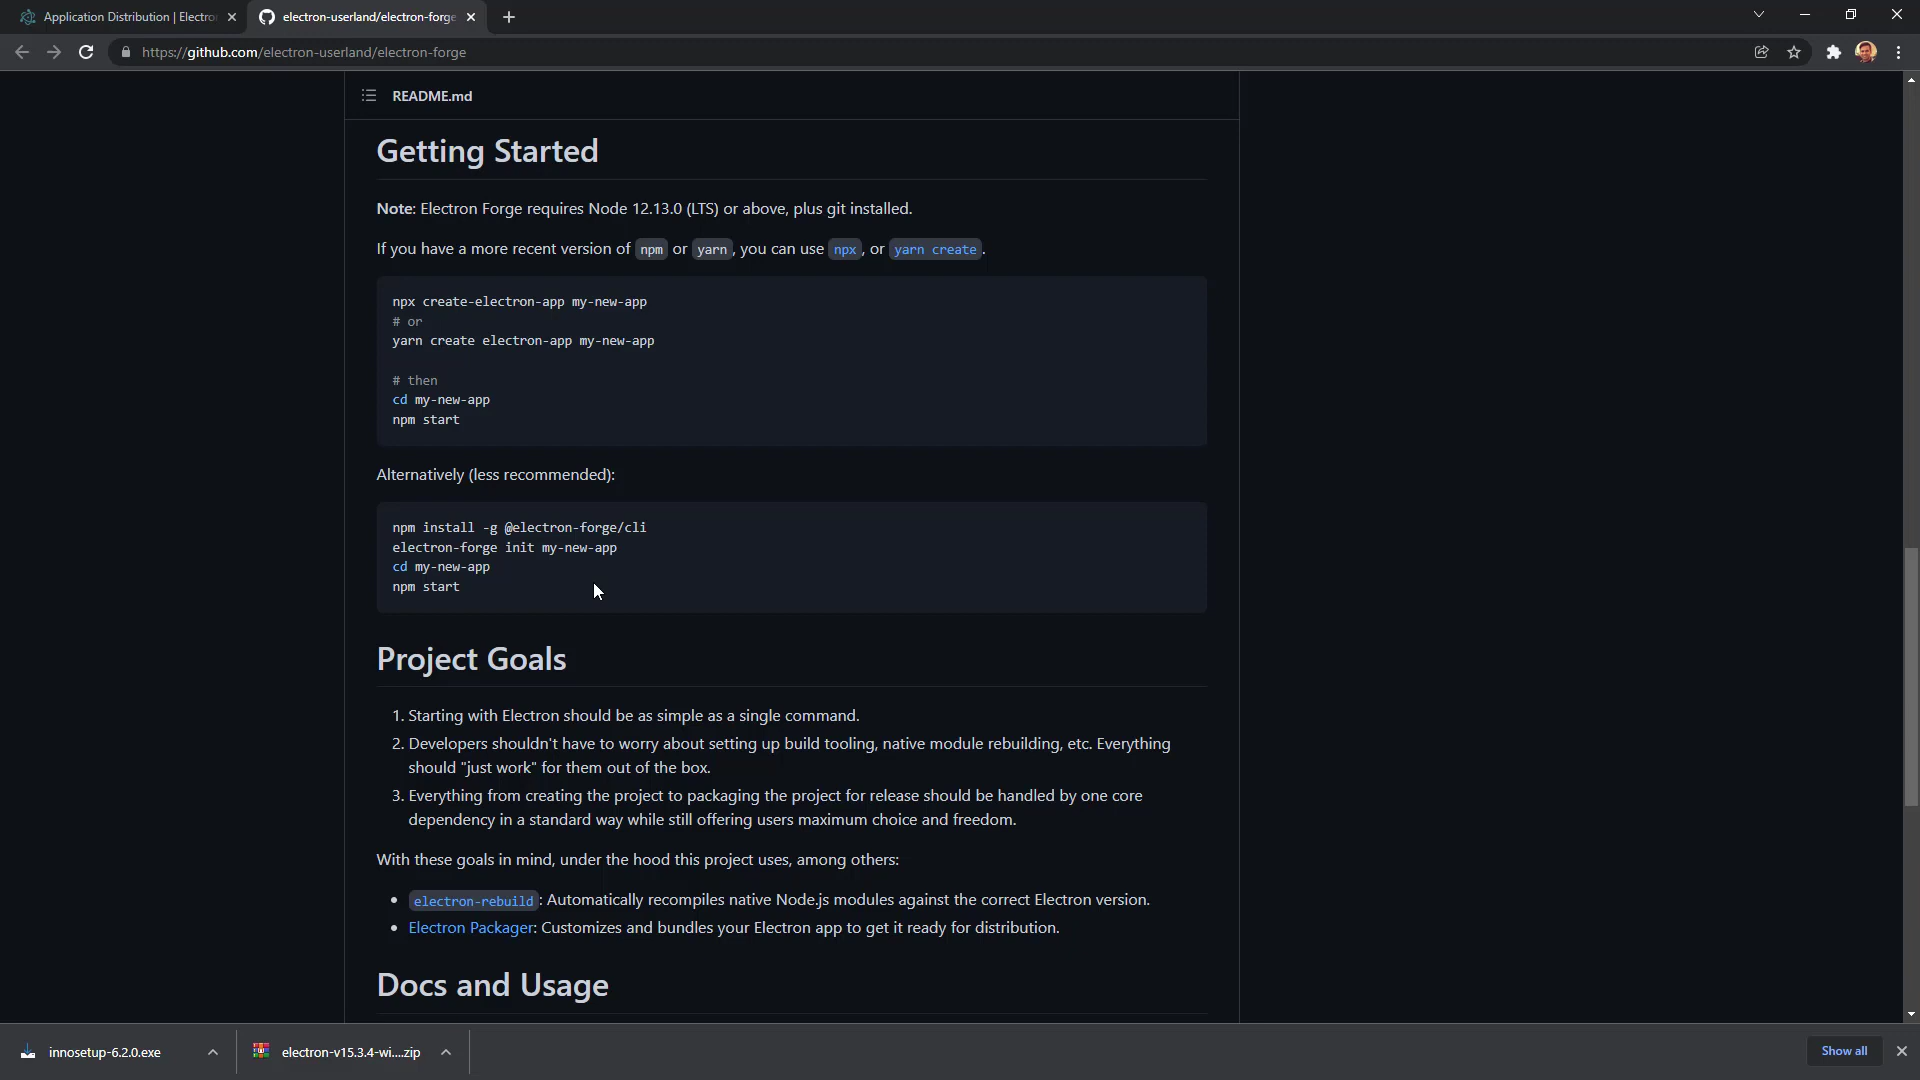 Application Distribution | Electro
electron-userland/electron-forge
https://github.com/electron-userland/electron-forge
README.md
Getting Started
Note: Electron Forge requires Node 12.13.0 (LTS) or above, plus git installed.
If you have a more recent version of npm or yarn, you can use npx, or yarn create.
npx create-electron-app my-new-app
# or
yarn create electron-app my-new-app
# then
cd my-new-app
npm start
Alternatively (less recommended):
npm install -g @electron-forge/cli
electron-forge init my-new-app
cd my-new-app
npm start
Project Goals
1. Starting with Electron should be as simple as a single command.
2. Developers shouldn't have to worry about setting up build tooling, native module rebuilding, etc. Everything
should "just work" for them out of the box.
3. Everything from creating the project to packaging the project for release should be handled by one core
dependency in a standard way while still offering users maximum choice and freedom.
With these goals in mind, under the hood this project uses, among others:
• electron-rebuild: Automatically recompiles native Node.js modules against the correct Electron version.
• Electron Packager: Customizes and bundles your Electron app to get it ready for distribution.
Docs and Usage
innosetup-6.2.0.exe
electron-v15.3.4-wi....zip
Show all